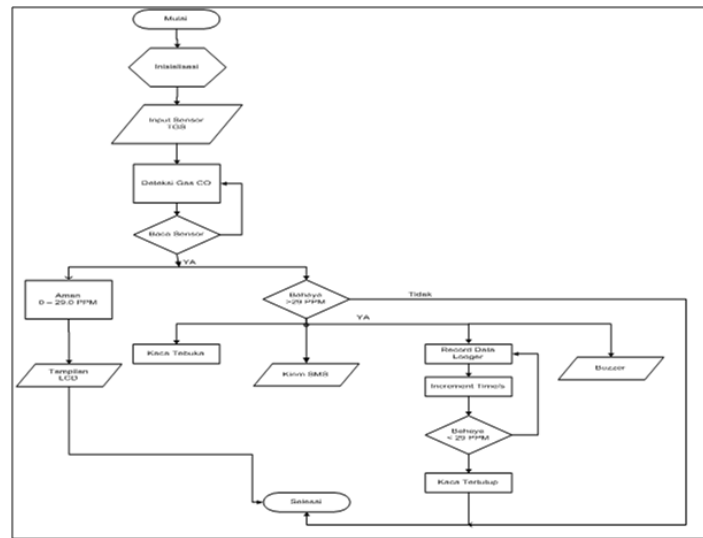 Mulai
Inisialisasi
Input Sensor
TGS
Deteksi Gas CO
Baca Sensor
YA
Aman
0 – 29.0 PPM
Bahaya
>29 PPM
Tidak
YA
Kaca Tebuka
Record Data
Logger
Tampilan
LCD
Kirim SMS
Buzzer
Increment Time/s
Bahaya
< 29 PPM
Kaca Tertutup
Selesai